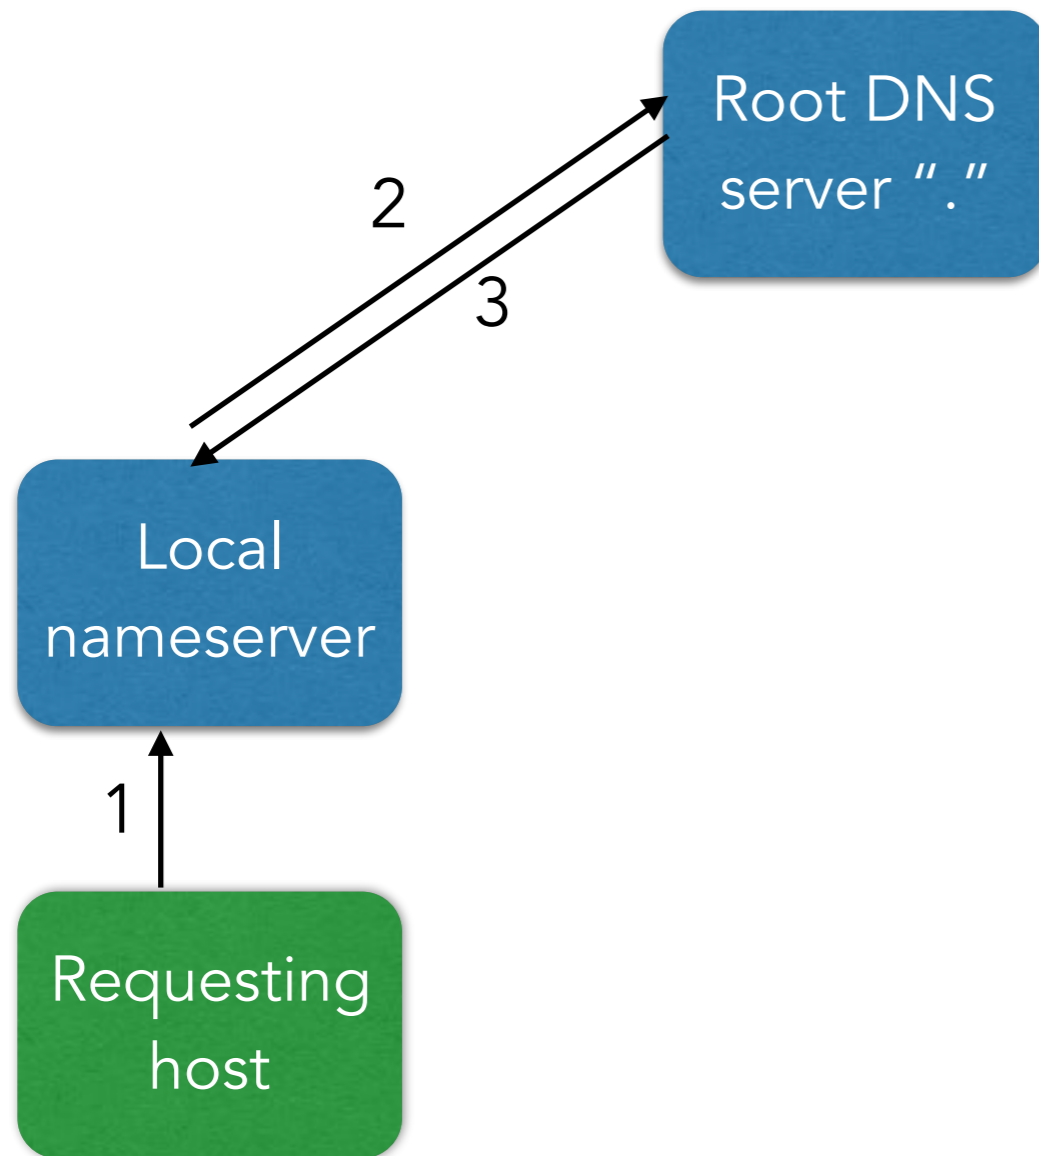 Root DNS
server “.”
2
3
Local
nameserver
1
Requesting
host